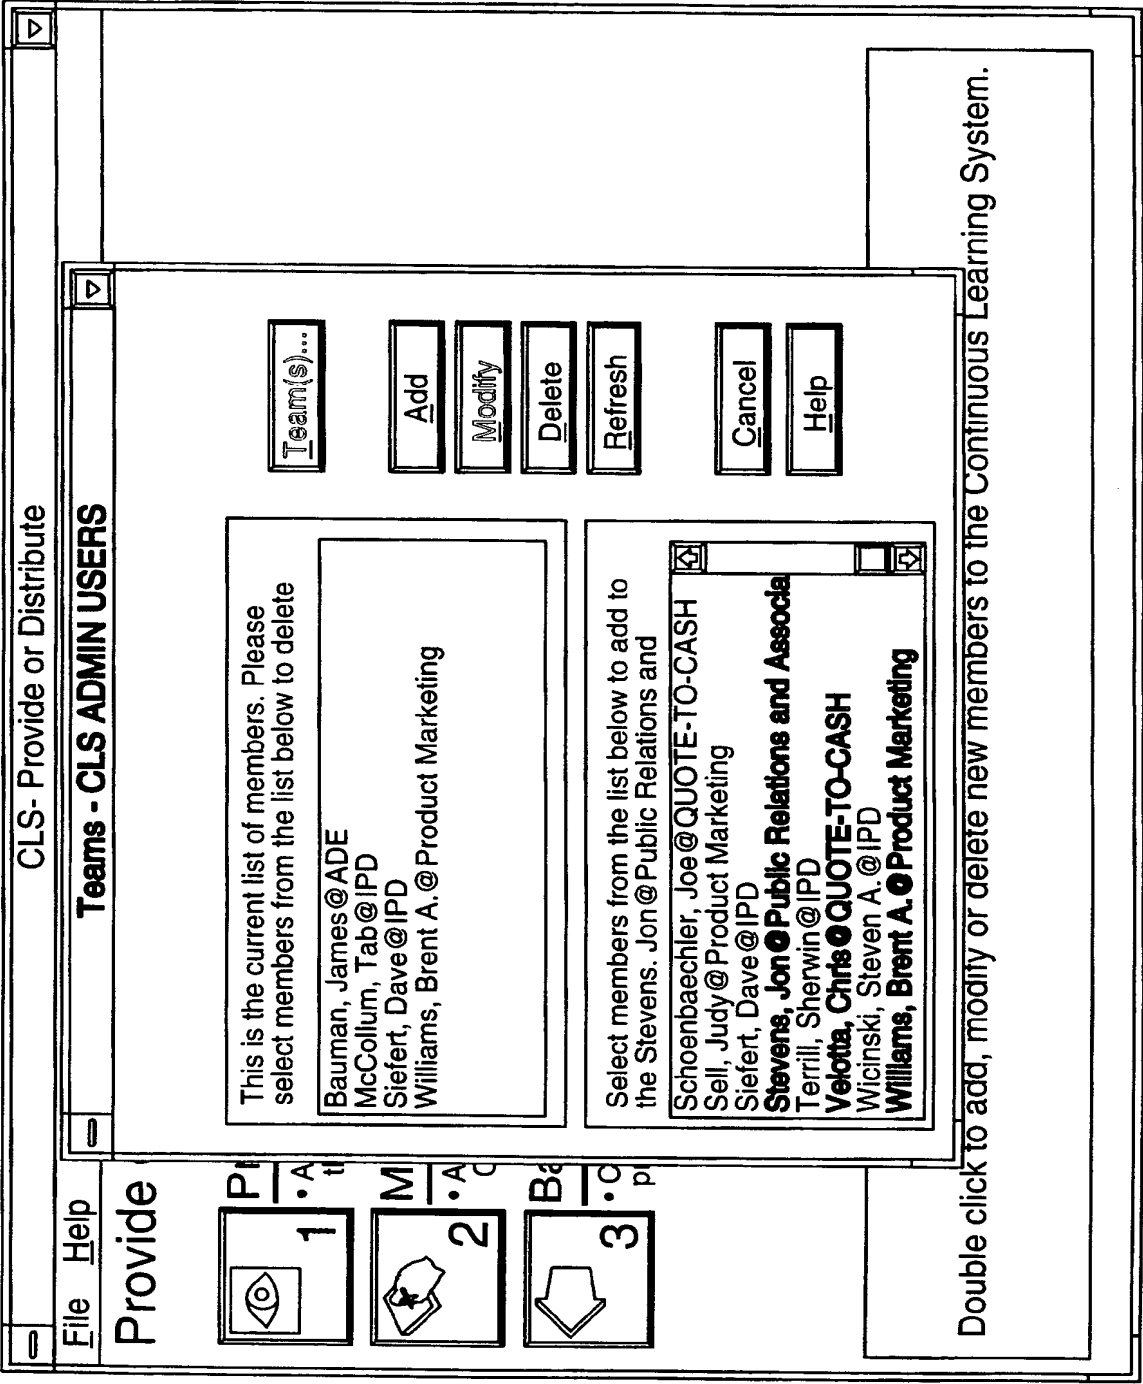 CLS- Provide or Distribute
File Help
Provide
Teams - CLS ADMIN USERS
1
• A
2
M
• A
3
Ba
• C
This is the current list of members. Please
select members from the list below to delete
Bauman, James@ADE
McCollum, Tab@IPD
Siefert, Dave@IPD
Williams, Brent A.@Product Marketing
Select members from the list below to add to
the Stevens. Jon@Public Relations and
Schoenbaechler, Joe@QUOTE-TO-CASH
Sell, Judy@Product Marketing
Siefert, Dave@IPD
Stevens, Jon@Public Relations and Associa
Terrill, Sherwin@IPD
Velotta, Chris@QUOTE-TO-CASH
Wicinski, Steven A.@IPD
Williams, Brent A.@Product Marketing
Team(s)...
Add
Modify
Delete
Refresh
Cancel
Help
Double click to add, modify or delete new members to the Continuous Learning System.